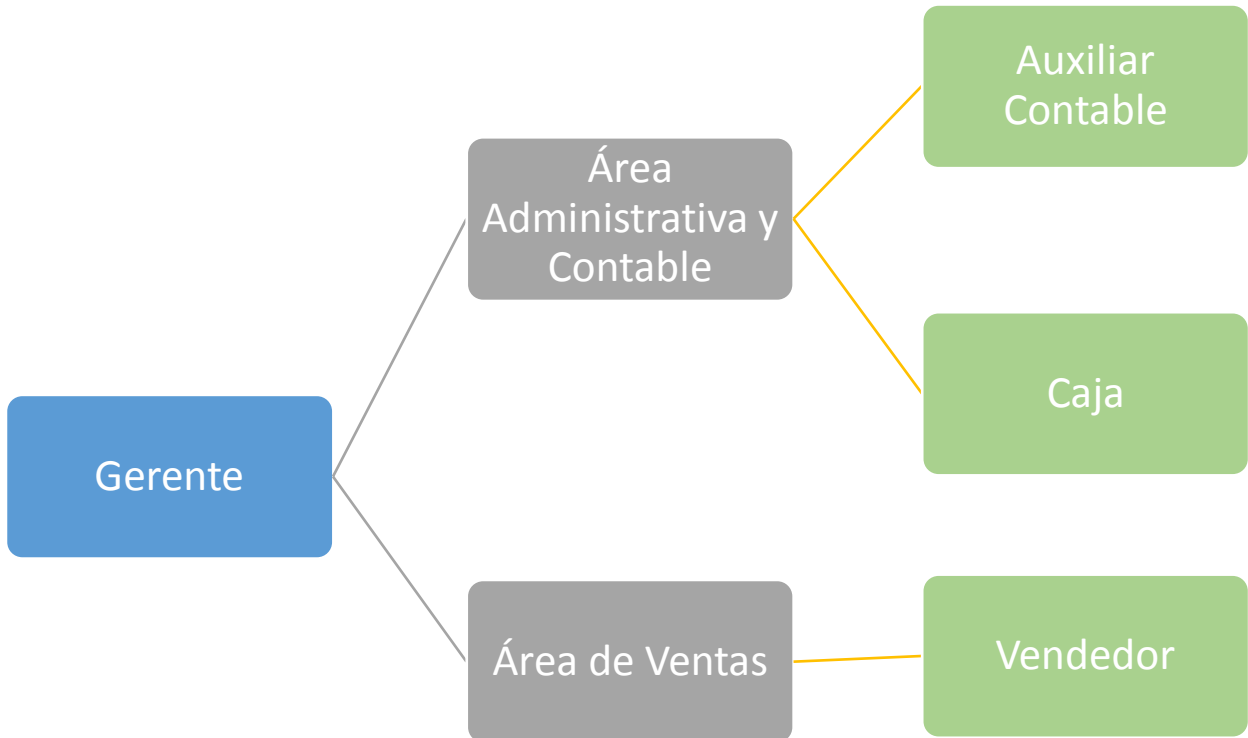 Gerente
Área
Administrativa y
Contable
Área de Ventas
Auxiliar
Contable
Caja
Vendedor